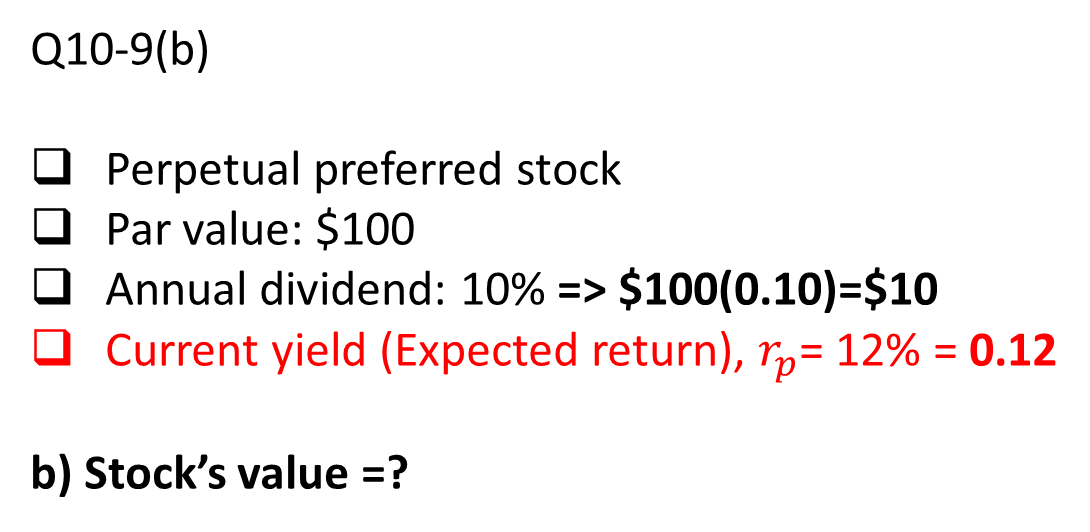 Q10-9(b)
❑ Perpetual preferred stock
❑ Par value: $100
❑ Annual dividend: 10% => $100(0.10)=$10
❑ Current yield (Expected return), rₚ= 12% = 0.12
b) Stock’s value =?